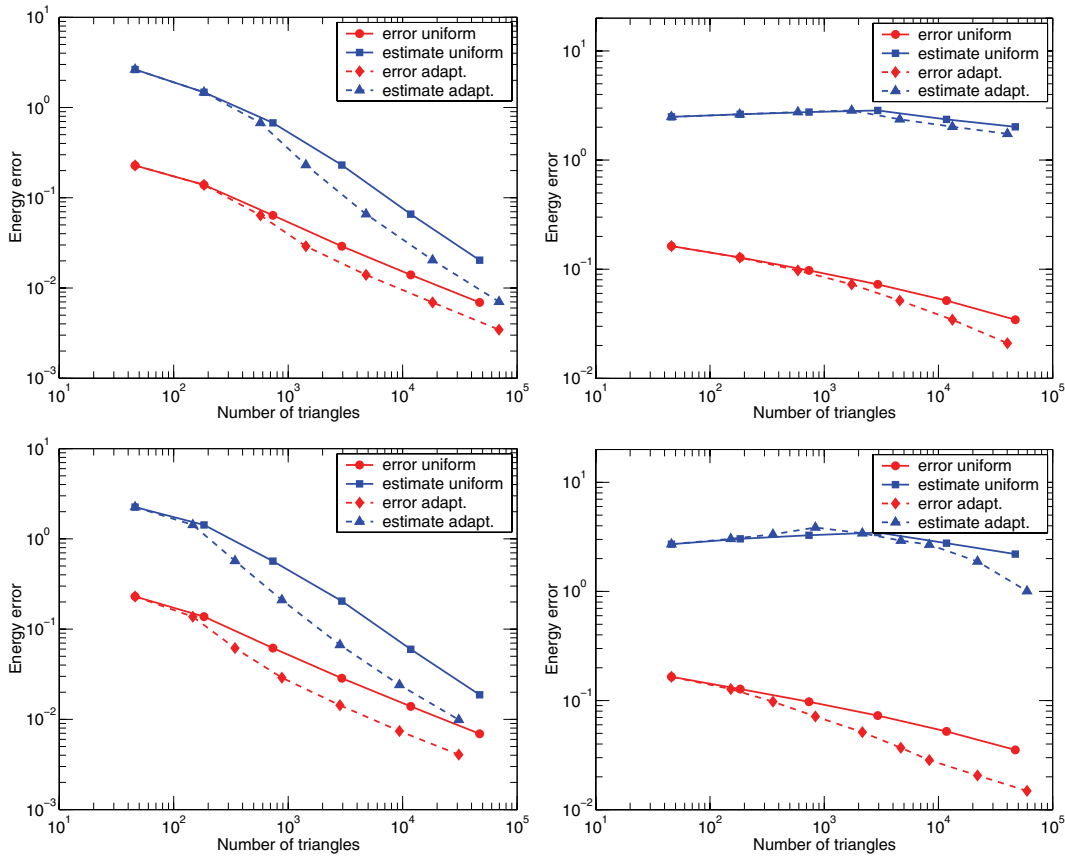 10^1
10^0
10^-1
10^-2
10^-3
Energy error
10^1 10^2 10^3 10^4 10^5
Number of triangles
error uniform
estimate uniform
error adapt.
estimate adapt.
10^1
10^0
10^-1
10^-2
Energy error
10^1 10^2 10^3 10^4 10^5
Number of triangles
error uniform
estimate uniform
error adapt.
estimate adapt.
10^1
10^0
10^-1
10^-2
10^-3
Energy error
10^1 10^2 10^3 10^4 10^5
Number of triangles
error uniform
estimate uniform
error adapt.
estimate adapt.
10^1
10^0
10^-1
10^-2
Energy error
10^1 10^2 10^3 10^4 10^5
Number of triangles
error uniform
estimate uniform
error adapt.
estimate adapt.